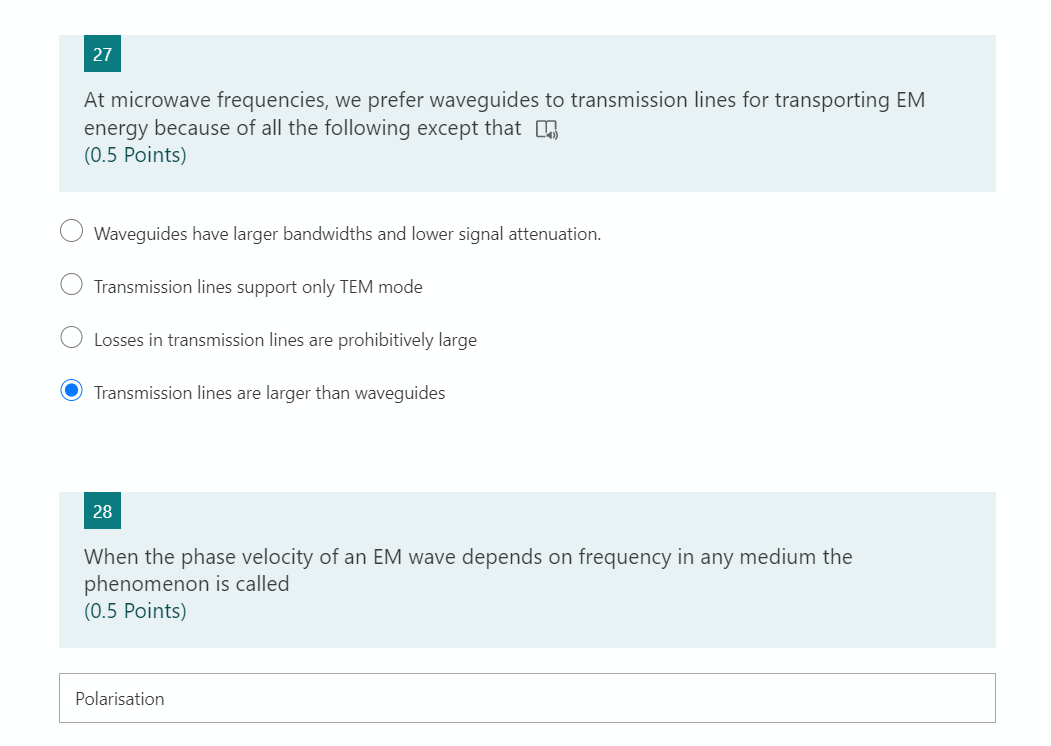 27
At microwave frequencies, we prefer waveguides to transmission lines for transporting EM
energy because of all the following except that
(0.5 Points)
Waveguides have larger bandwidths and lower signal attenuation.
Transmission lines support only TEM mode
Losses in transmission lines are prohibitively large
Transmission lines are larger than waveguides
28
When the phase velocity of an EM wave depends on frequency in any medium the
phenomenon is called
(0.5 Points)
Polarisation